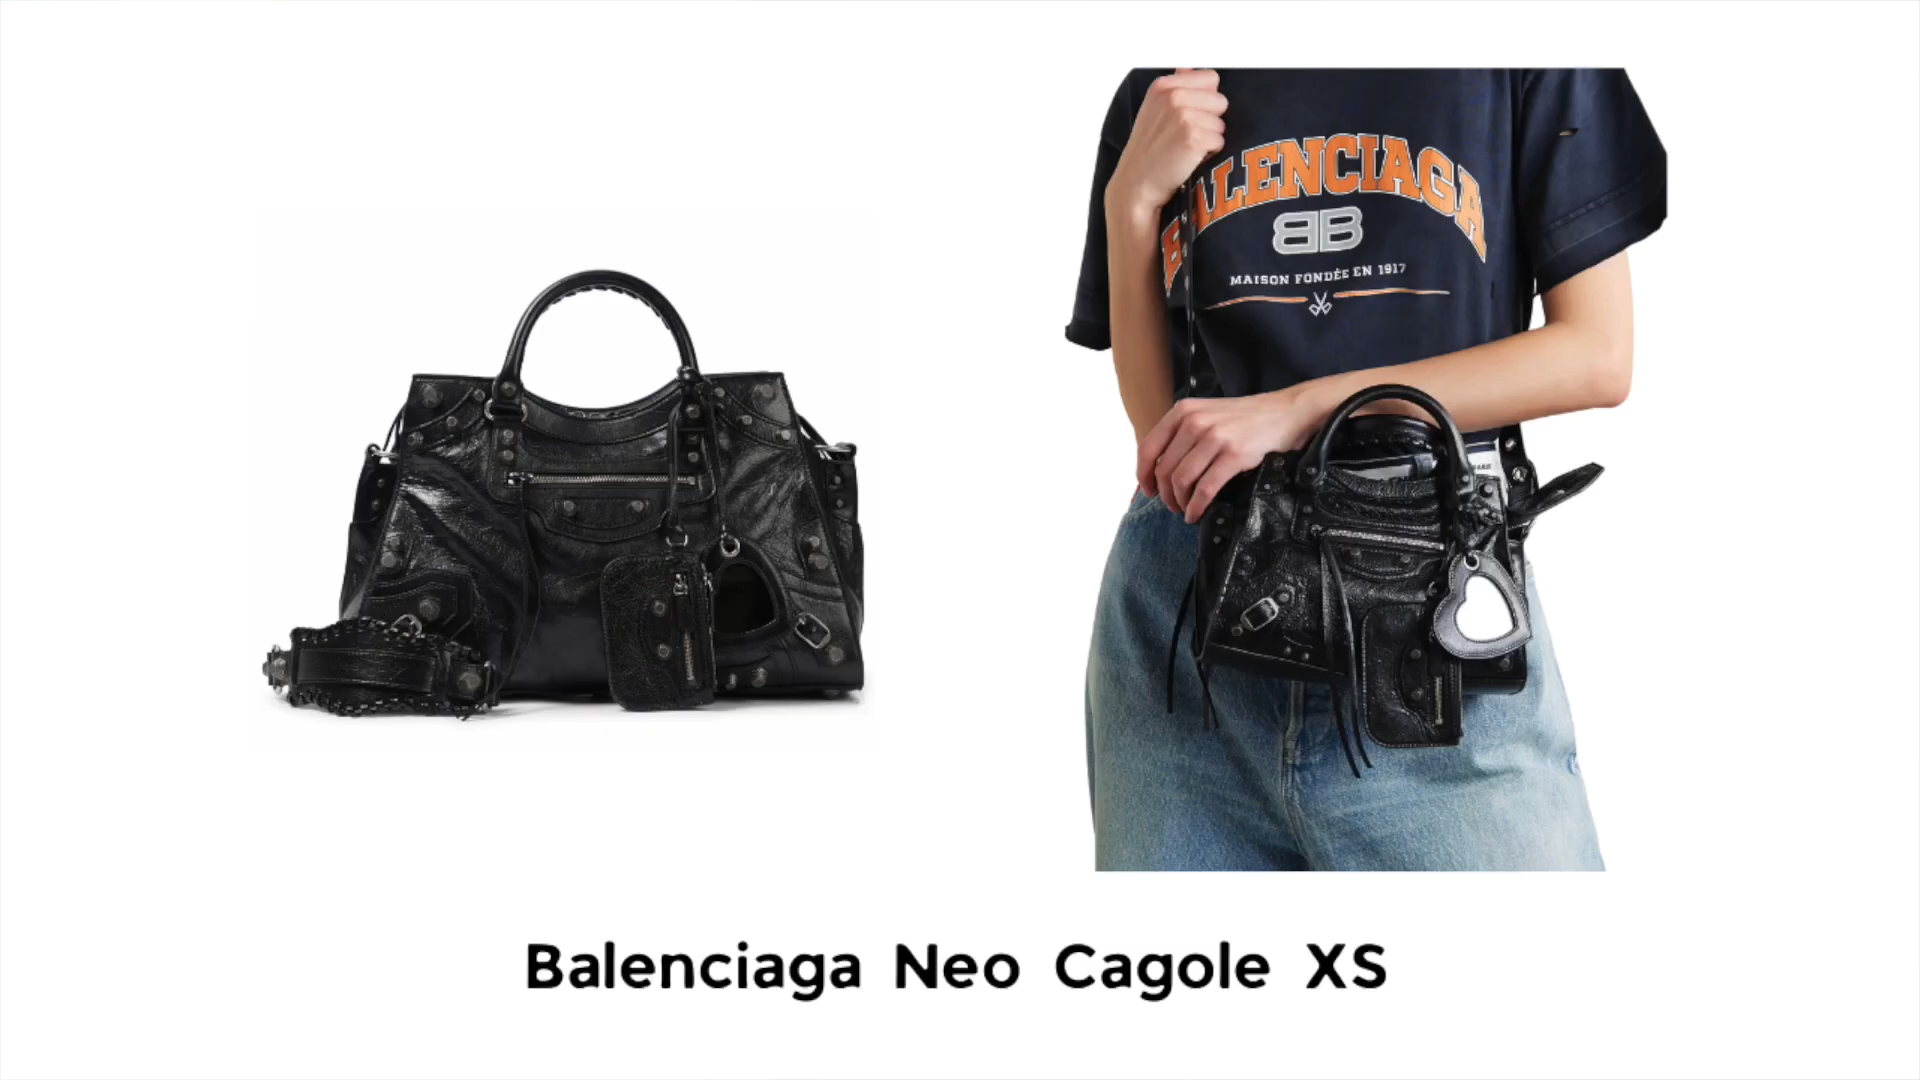 BALENCIAGA
BB
MAISON FONDÉE EN 1917
Balenciaga Neo Cagole XS